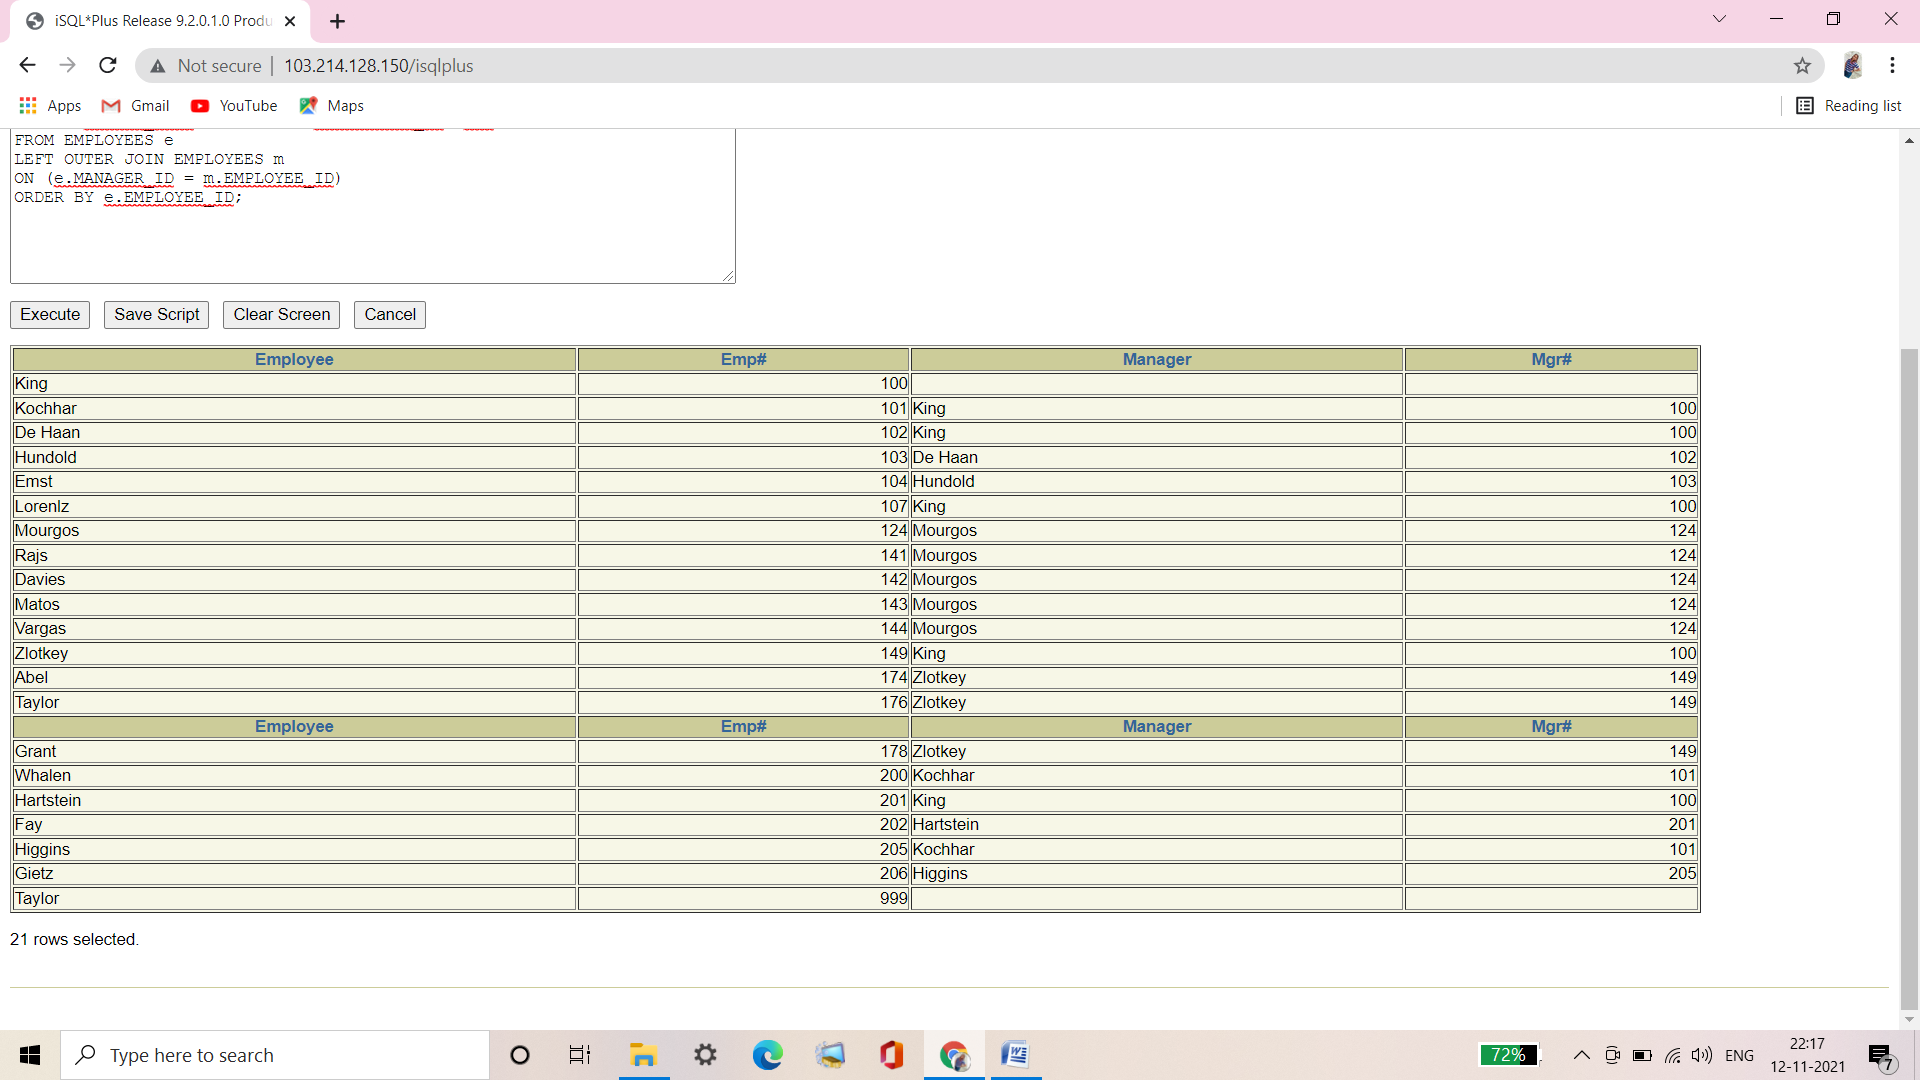 iSQL*Plus Release 9.2.0.1.0 Produ
Not secure | 103.214.128.150/isqlplus
Apps Gmail YouTube Maps Reading list
FROM EMPLOYEES e
LEFT OUTER JOIN EMPLOYEES m
ON (e.MANAGER_ID = m.EMPLOYEE_ID)
ORDER BY e.EMPLOYEE_ID;
Execute Save Script Clear Screen Cancel
Employee Emp# Manager Mgr#
King 100
Kochhar 101 King 100
De Haan 102 King 100
Hundold 103 De Haan 102
Emst 104 Hundold 103
Lorenlz 107 King 100
Mourgos 124 Mourgos 124
Rajs 141 Mourgos 124
Davies 142 Mourgos 124
Matos 143 Mourgos 124
Vargas 144 Mourgos 124
Zlotkey 149 King 100
Abel 174 Zlotkey 149
Taylor 176 Zlotkey 149
Employee Emp# Manager Mgr#
Grant 178 Zlotkey 149
Whalen 200 Kochhar 101
Hartstein 201 King 100
Fay 202 Hartstein 201
Higgins 205 Kochhar 101
Gietz 206 Higgins 205
Taylor 999
21 rows selected.
Type here to search
72%
ENG
22:17
12-11-2021
7